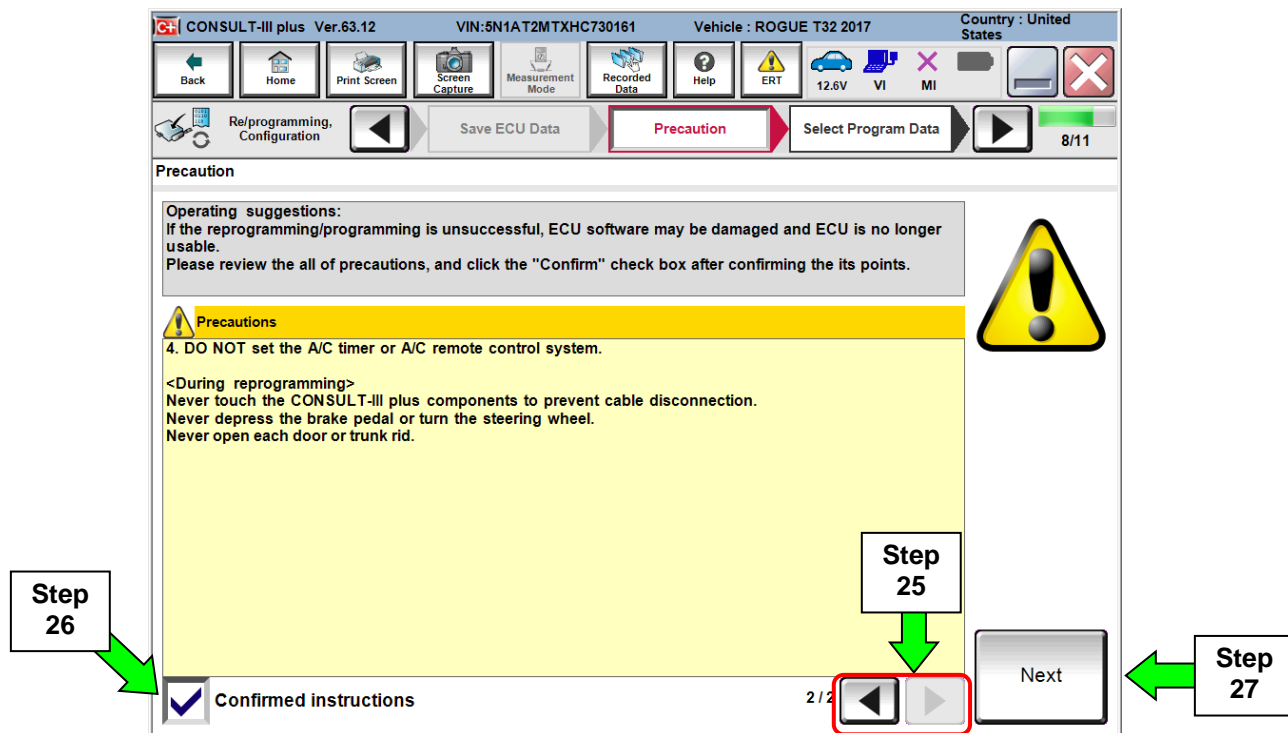 CONSULT-III plus Ver.63.12 VIN:5N1AT2MTXHC730161 Vehicle : ROGUE T32 2017 Country : United
States
Back Home Print Screen Screen
Capture Measurement
Mode Recorded
Data Help ERT 12.6V VI MI
Re/programming,
Configuration Save ECU Data Precaution Select Program Data 8/11
Precaution
Operating suggestions:
If the reprogramming/programming is unsuccessful, ECU software may be damaged and ECU is no longer
usable.
Please review the all of precautions, and click the "Confirm" check box after confirming the its points.
Precautions
4. DO NOT set the A/C timer or A/C remote control system.
<During reprogramming>
Never touch the CONSULT-III plus components to prevent cable disconnection.
Never depress the brake pedal or turn the steering wheel.
Never open each door or trunk rid.
Step
25
Step
26
Step
27
Confirmed instructions 2 / 2 Next